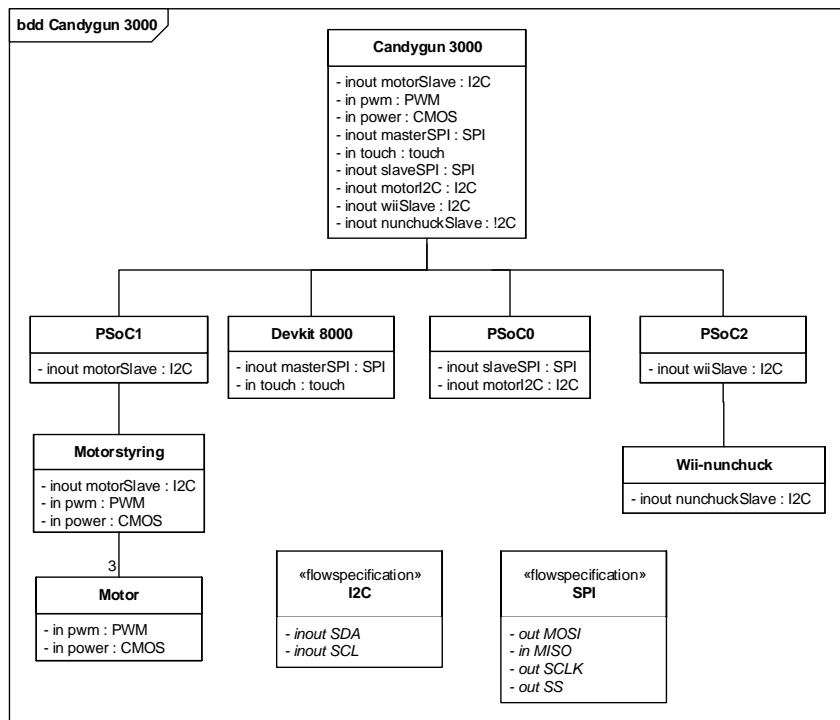 bdd Candygun 3000
Candygun 3000
- inout motorSlave : I2C
- in pwm : PWM
- in power : CMOS
- inout masterSPI : SPI
- in touch : touch
- inout slaveSPI : SPI
- inout motorI2C : I2C
- inout wiiSlave : I2C
- inout nunchuckSlave : !2C
PSoC1
- inout motorSlave : I2C
Devkit 8000
- inout masterSPI : SPI
- in touch : touch
PSoC0
- inout slaveSPI : SPI
- inout motorI2C : I2C
PSoC2
- inout wiiSlave : I2C
Motorstyring
- inout motorSlave : I2C
- in pwm : PWM
- in power : CMOS
Wii-nunchuck
- inout nunchuckSlave : I2C
3
Motor
- in pwm : PWM
- in power : CMOS
«flowspecification»
I2C
- inout SDA
- inout SCL
«flowspecification»
SPI
- out MOSI
- in MISO
- out SCLK
- out SS